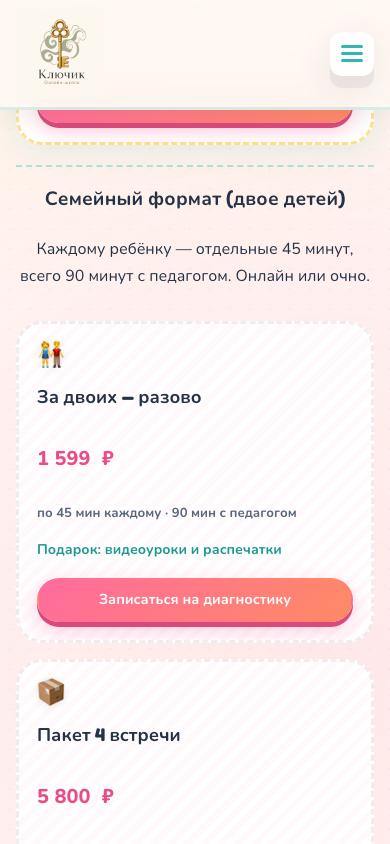 Ключик
Онлайн-школа
Семейный формат (двое детей)
Каждому ребёнку — отдельные 45 минут,
всего 90 минут с педагогом. Онлайн или очно.
За двоих — разово
1 599 ₽
по 45 мин каждому · 90 мин с педагогом
Подарок: видеоуроки и распечатки
Записаться на диагностику
Пакет 4 встречи
5 800 ₽